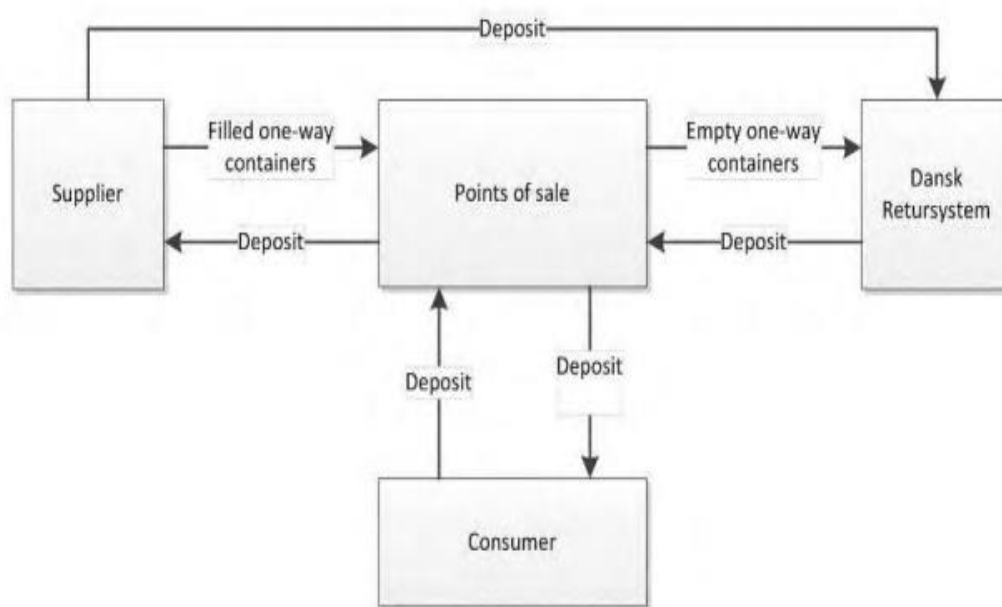 Deposit
Filled one-way
containers
Empty one-way
containers
Supplier
Points of sale
Dansk
Retursystem
Deposit
Deposit
Deposit
Deposit
Consumer